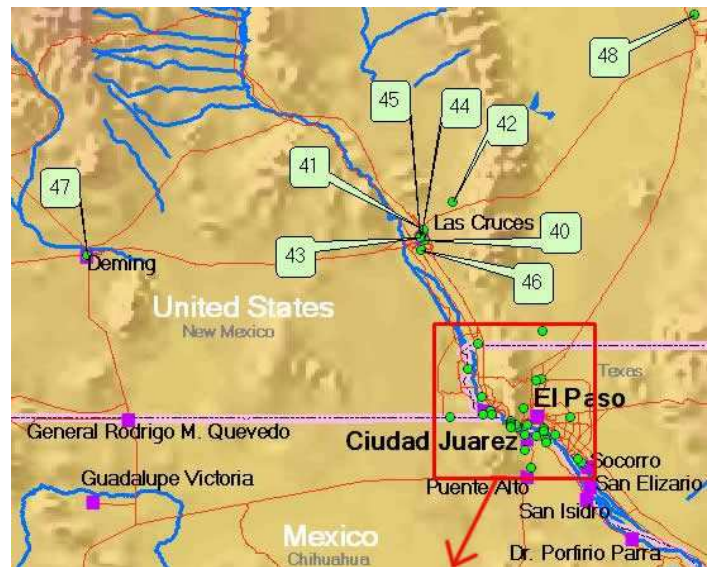 48
45
44
42
41
47
Las Cruces
40
43
Deming
46
United States
New Mexico
Texas
El Paso
General Rodrigo M. Quevedo
Ciudad Juarez
Socorro
Guadalupe Victoria
Puente Alto
San Elizario
San Isidro
Mexico
Dr. Porfirio Parra
Chihuahua